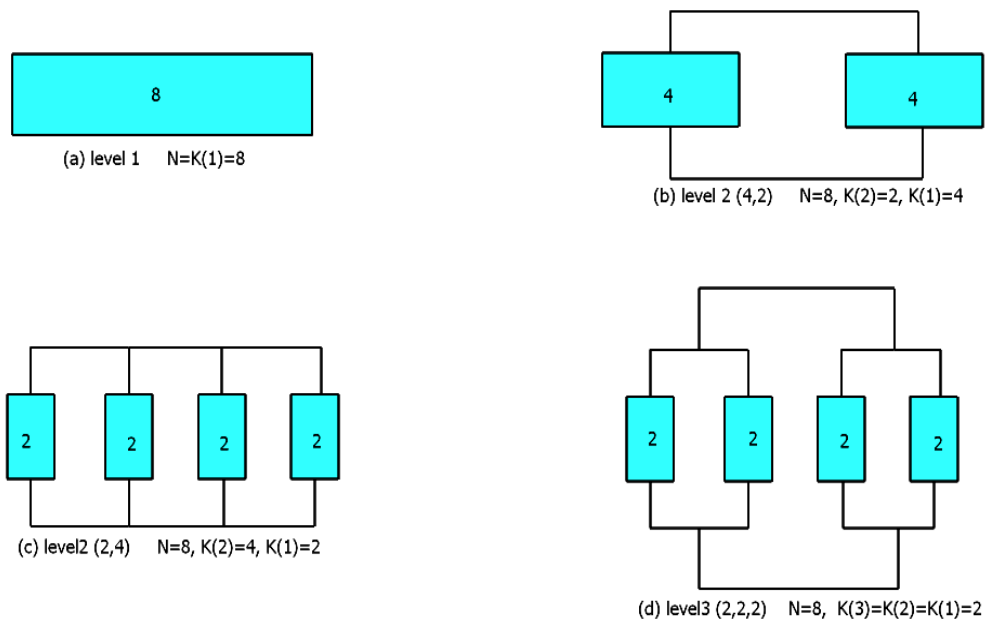 8
(a) level 1 N=K(1)=8
4 4
(b) level 2 (4,2) N=8, K(2)=2, K(1)=4
2 2 2 2
(c) level2 (2,4) N=8, K(2)=4, K(1)=2
2 2 2 2
(d) level3 (2,2,2) N=8, K(3)=K(2)=K(1)=2